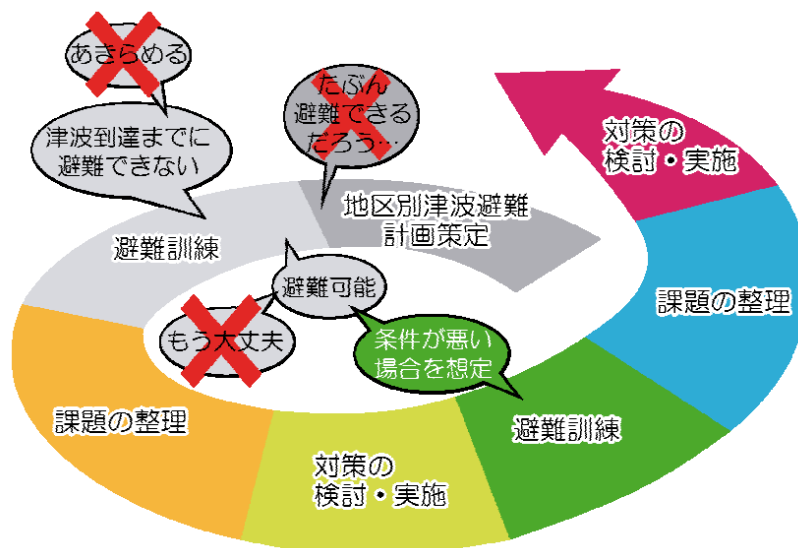 あきらめる
津波到達までに
避難できない
たぶん
避難できる
だろう…
地区別津波避難
計画策定
避難訓練
避難可能
もう大丈夫
条件が悪い
場合を想定
課題の整理
対策の
検討・実施
避難訓練
課題の整理
対策の
検討・実施